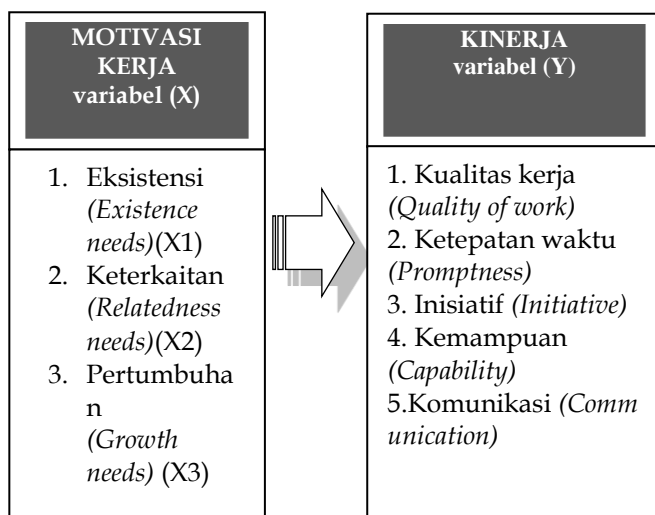 MOTIVASI
KERJA
variabel (X)
1. Eksistensi
(Existence
needs)(X1)
2. Keterkaitan
(Relatedness
needs)(X2)
3. Pertumbuha
n
(Growth
needs) (X3)
KINERJA
variabel (Y)
1. Kualitas kerja
(Quality of work)
2. Ketepatan waktu
(Promptness)
3. Inisiatif (Initiative)
4. Kemampuan
(Capability)
5.Komunikasi (Comm
unication)